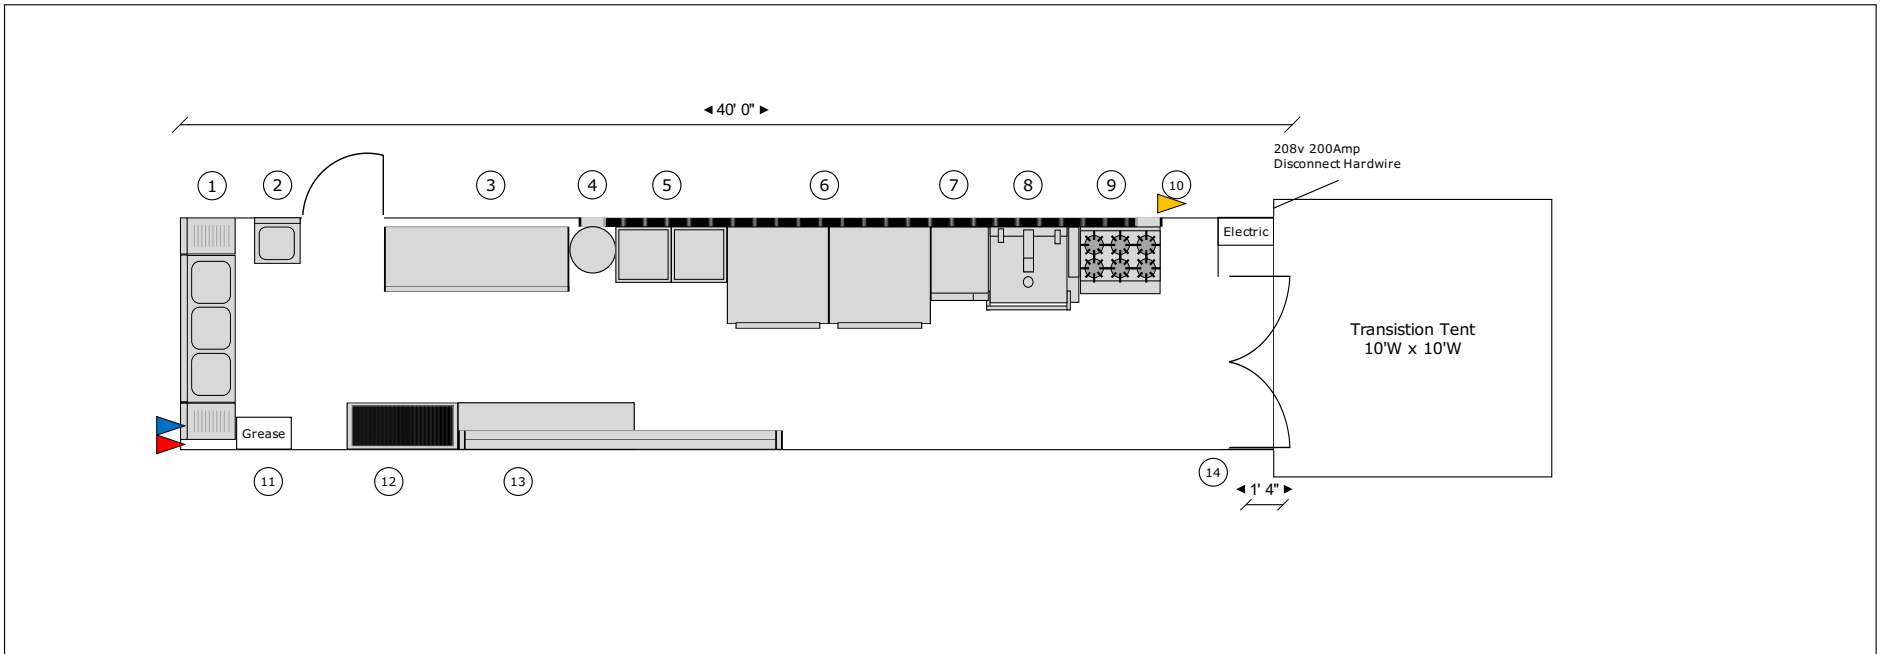 40' 0"
208v 200Amp
Disconnect Hardwire
1
2
3
4
5
6
7
8
9
10
Electric
Transistion Tent
10'W x 10'W
Grease
11
12
13
14
1' 4"